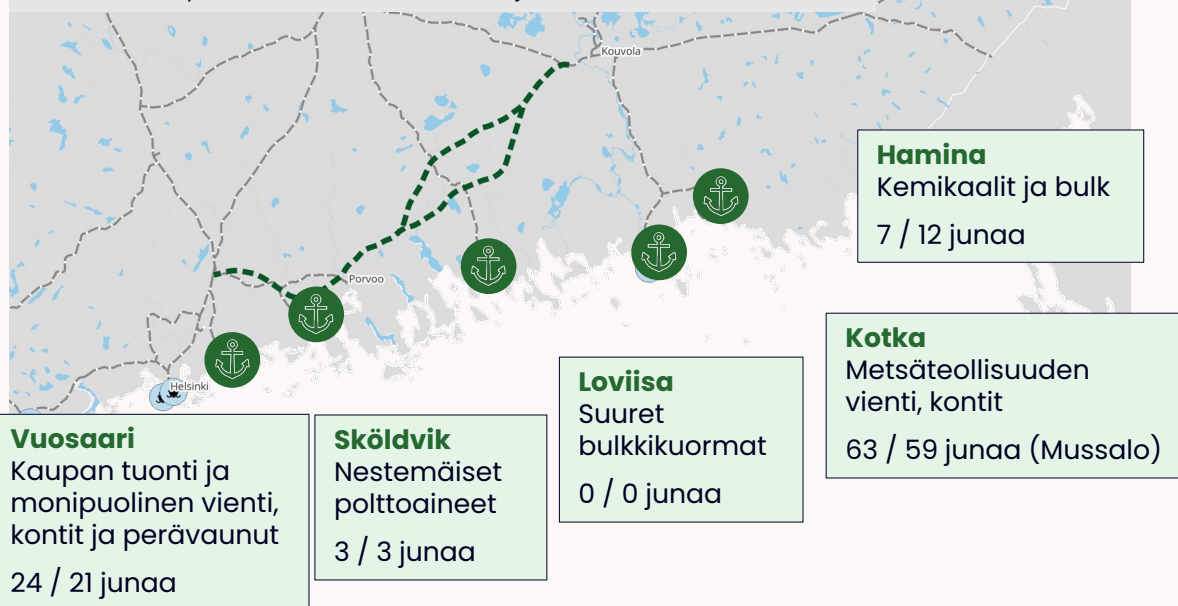 Kouvola
Porvoo
Helsinki
Hamina
Kemikaalit ja bulk
7 / 12 junaa
Kotka
Metsäteollisuuden
vienti, kontit
63 / 59 junaa (Mussalo)
Loviisa
Suuret
bulkkikuormat
0 / 0 junaa
Sköldvik
Nestemäiset
polttoaineet
3 / 3 junaa
Vuosaari
Kaupan tuonti ja
monipuolinen vienti,
kontit ja perävaunut
24 / 21 junaa